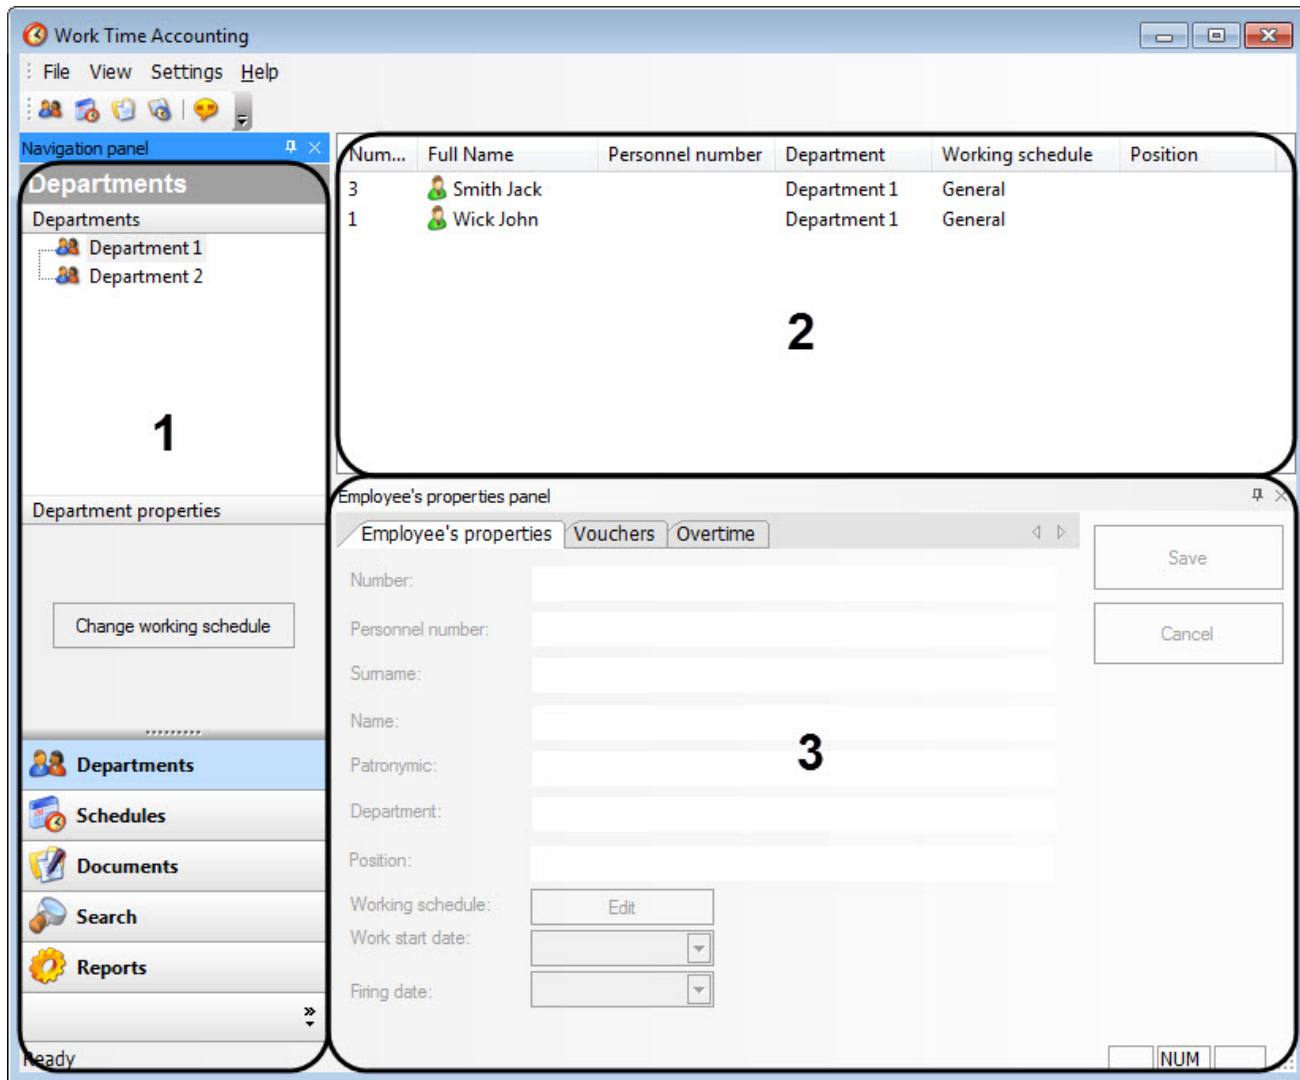 Work Time Accounting
File View Settings Help
Navigation panel
Departments
Departments
Department 1
Department 2
1
Department properties
Change working schedule
Departments
Schedules
Documents
Search
Reports
Ready
Num... Full Name Personnel number Department Working schedule Position
3 Smith Jack Department 1 General
1 Wick John Department 1 General
2
Employee's properties panel
Employee's properties Vouchers Overtime
Number:
Personnel number:
Surname:
Name:
Patronymic:
Department:
Position:
Working schedule: Edit
Work start date:
Firing date:
3
Save
Cancel
NUM